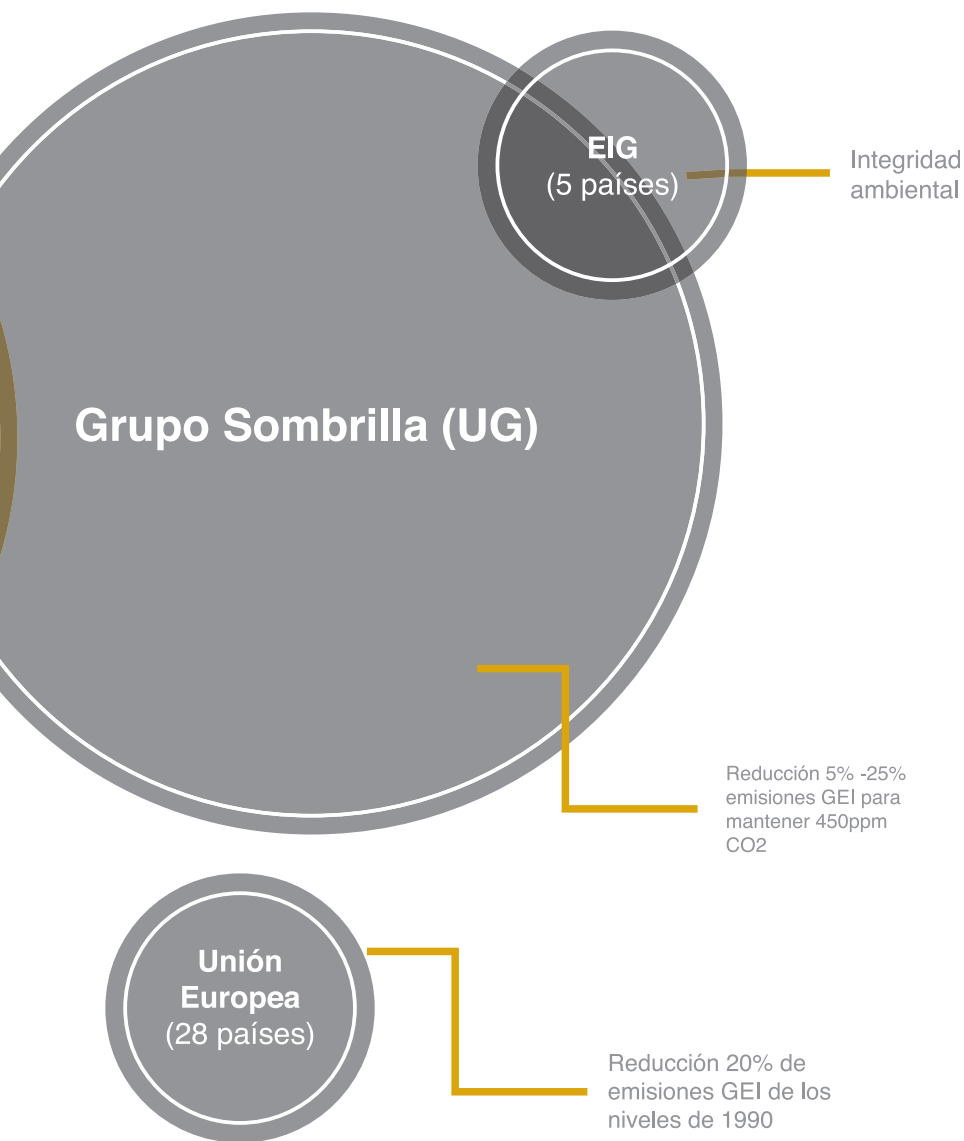 EIG
(5 países)
Integridad
ambiental
Grupo Sombrilla (UG)
Reducción 5% -25%
emisiones GEI para
mantener 450ppm
CO2
Unión
Europea
(28 países)
Reducción 20% de
emisiones GEI de los
niveles de 1990